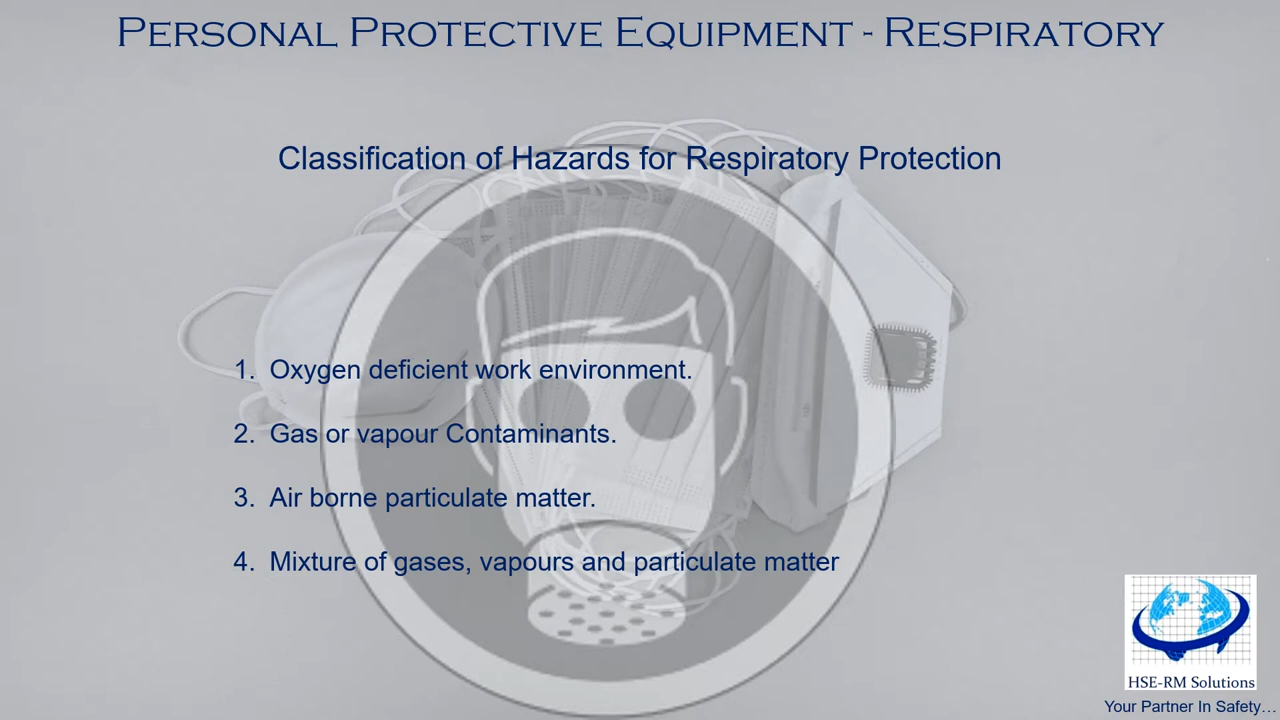 Personal Protective Equipment - Respiratory
Classification of Hazards for Respiratory Protection
1. Oxygen deficient work environment.
2. Gas or vapour Contaminants.
3. Air borne particulate matter.
4. Mixture of gases, vapours and particulate matter
HSE-RM Solutions
Your Partner In Safety...